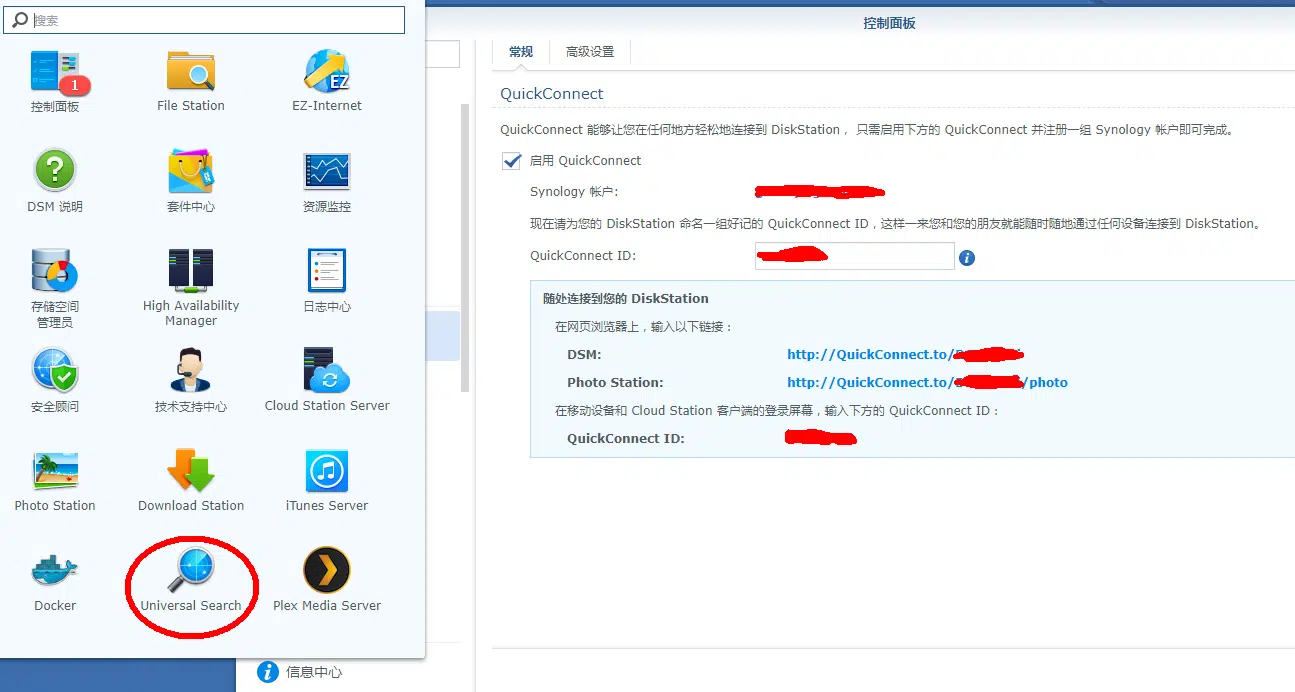 搜索
1
控制面板
File Station
EZ
EZ-Internet
DSM 说明
套件中心
资源监控
存储空间
管理员
High Availability
Manager
日志中心
安全顾问
技术支持中心
Cloud Station Server
Photo Station
Download Station
iTunes Server
Docker
Universal Search
Plex Media Server
控制面板
常规
高级设置
QuickConnect
QuickConnect 能够让您在任何地方轻松地连接到 DiskStation， 只需启用下方的 QuickConnect 并注册一组 Synology 帐户即可完成。
启用 QuickConnect
Synology 帐户:
现在请为您的 DiskStation 命名一组好记的 QuickConnect ID，这样一来您和您的朋友就能随时随地通过任何设备连接到 DiskStation。
QuickConnect ID:
随处连接到您的 DiskStation
在网页浏览器上，输入以下链接：
DSM: http://QuickConnect.to/
Photo Station: http://QuickConnect.to/ /photo
在移动设备和 Cloud Station 客户端的登录屏幕，输入下方的 QuickConnect ID：
QuickConnect ID:
信息中心